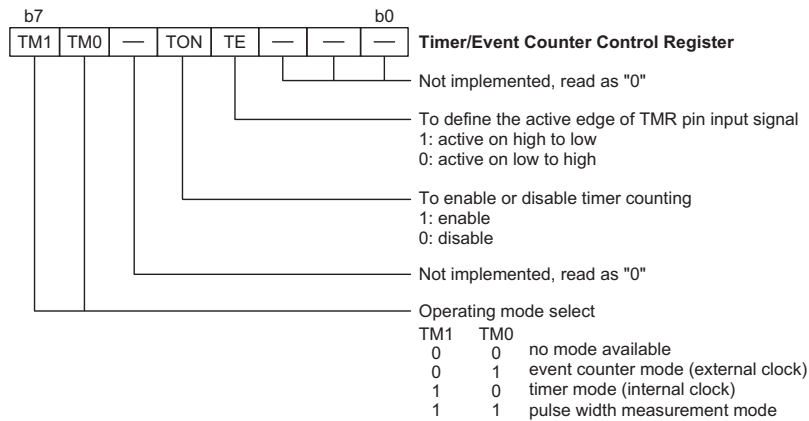 b7 b0
TM1 TM0 — TON TE — — —
Timer/Event Counter Control Register
Not implemented, read as "0"
To define the active edge of TMR pin input signal
1: active on high to low
0: active on low to high
To enable or disable timer counting
1: enable
0: disable
Not implemented, read as "0"
Operating mode select
TM1 TM0
0 0 no mode available
0 1 event counter mode (external clock)
1 0 timer mode (internal clock)
1 1 pulse width measurement mode